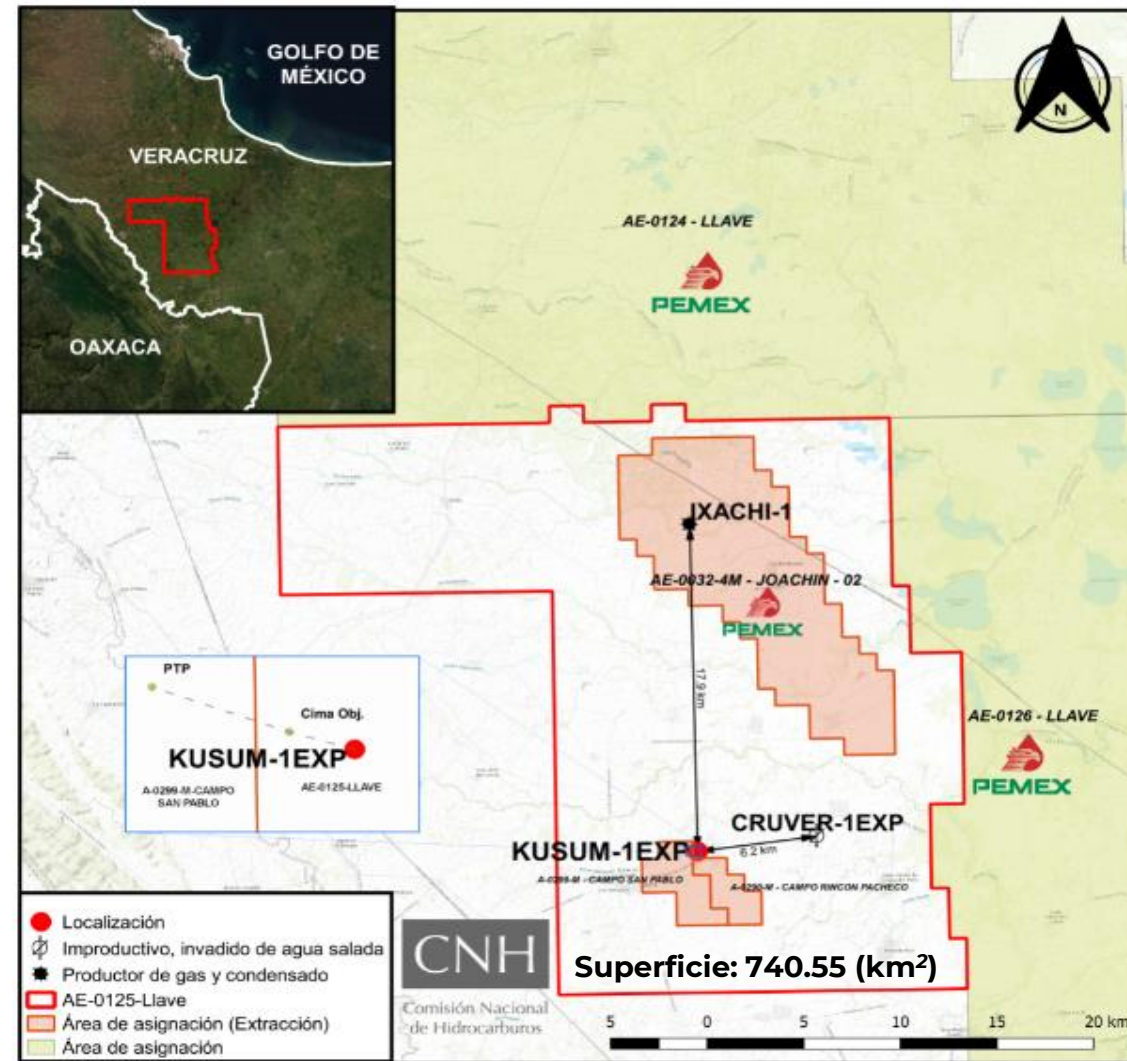 GOLFO DE
MÉXICO
VERACRUZ
OAXACA
N
AE-0124 - LLAVE
PEMEX
IXACHI-1
AE-0032-4M - JOACHIN - 02
PEMEX
17.9 km
AE-0126 - LLAVE
PEMEX
PTP
Cima Obj.
KUSUM-1EXP
A-0299-M-CAMPO
SAN PABLO
AE-0125-LLAVE
CRUVER-1EXP
6.2 km
KUSUM-1EXP
A-0299-M - CAMPO SAN PABLO
A-0290-M - CAMPO RINCON PACHECO
Localización
Improductivo, invadido de agua salada
Productor de gas y condensado
AE-0125-Llave
Área de asignación (Extracción)
Área de asignación
CNH
Comisión Nacional
de Hidrocarburos
Superficie: 740.55 (km²)
5 0 5 10 15 20 km